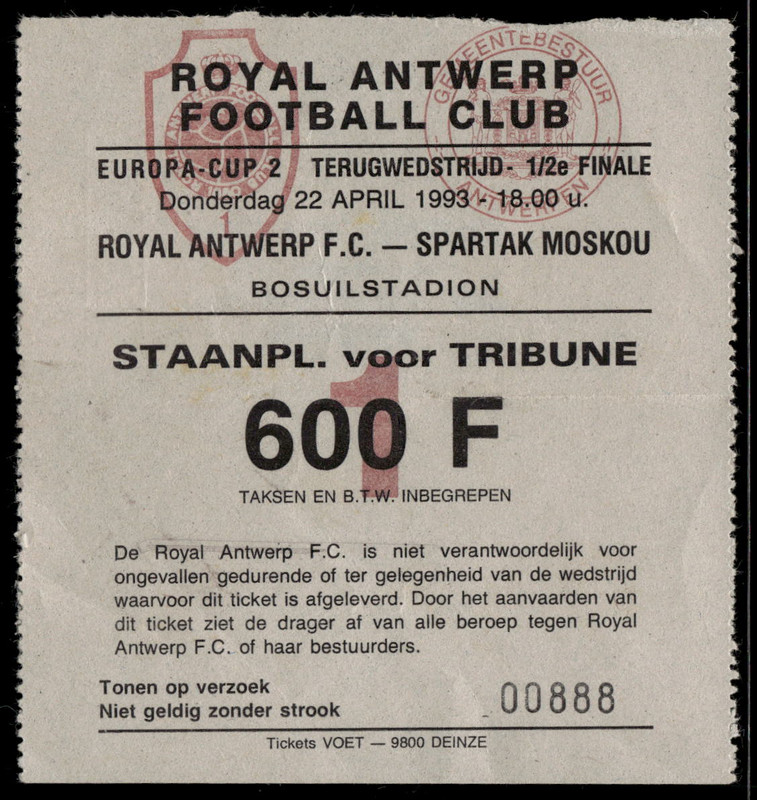 ROYAL ANTWERP
FOOTBALL CLUB
GEMEENTEBESTUUR
ANTWERPEN
1
EUROPA-CUP 2 TERUGWEDSTRIJD - 1/2e FINALE
Donderdag 22 APRIL 1993 - 18.00 u.
ROYAL ANTWERP F.C. — SPARTAK MOSKOU
BOSUILSTADION
STAANPL. voor TRIBUNE
1
600 F
TAKSEN EN B.T.W. INBEGREPEN
De Royal Antwerp F.C. is niet verantwoordelijk voor
ongevallen gedurende of ter gelegenheid van de wedstrijd
waarvoor dit ticket is afgeleverd. Door het aanvaarden van
dit ticket ziet de drager af van alle beroep tegen Royal
Antwerp F.C. of haar bestuurders.
Tonen op verzoek
Niet geldig zonder strook
00888
Tickets VOET — 9800 DEINZE